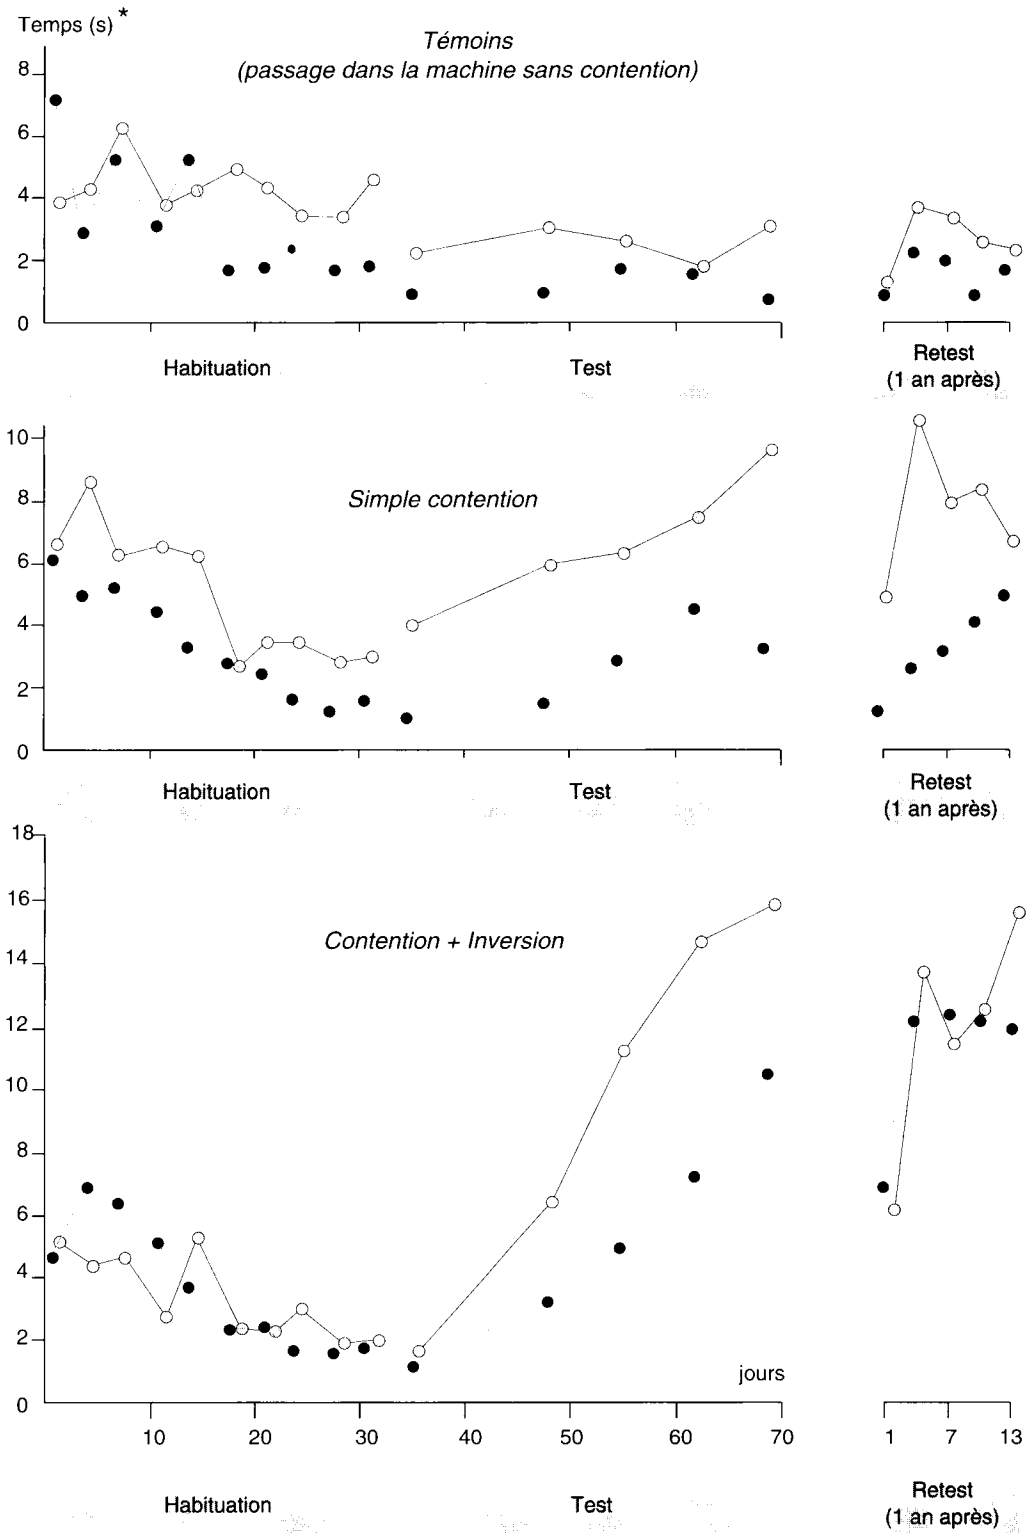 Temps (s) *
Témoins
(passage dans la machine sans contention)
8
6
4
2
0
Habituation
Test
Retest
(1 an après)
10
8
6
4
2
0
Simple contention
Habituation
Test
Retest
(1 an après)
18
16
14
12
10
8
6
4
2
0
Contention + Inversion
jours
10 20 30 40 50 60 70 1 7 13
Habituation
Test
Retest
(1 an après)